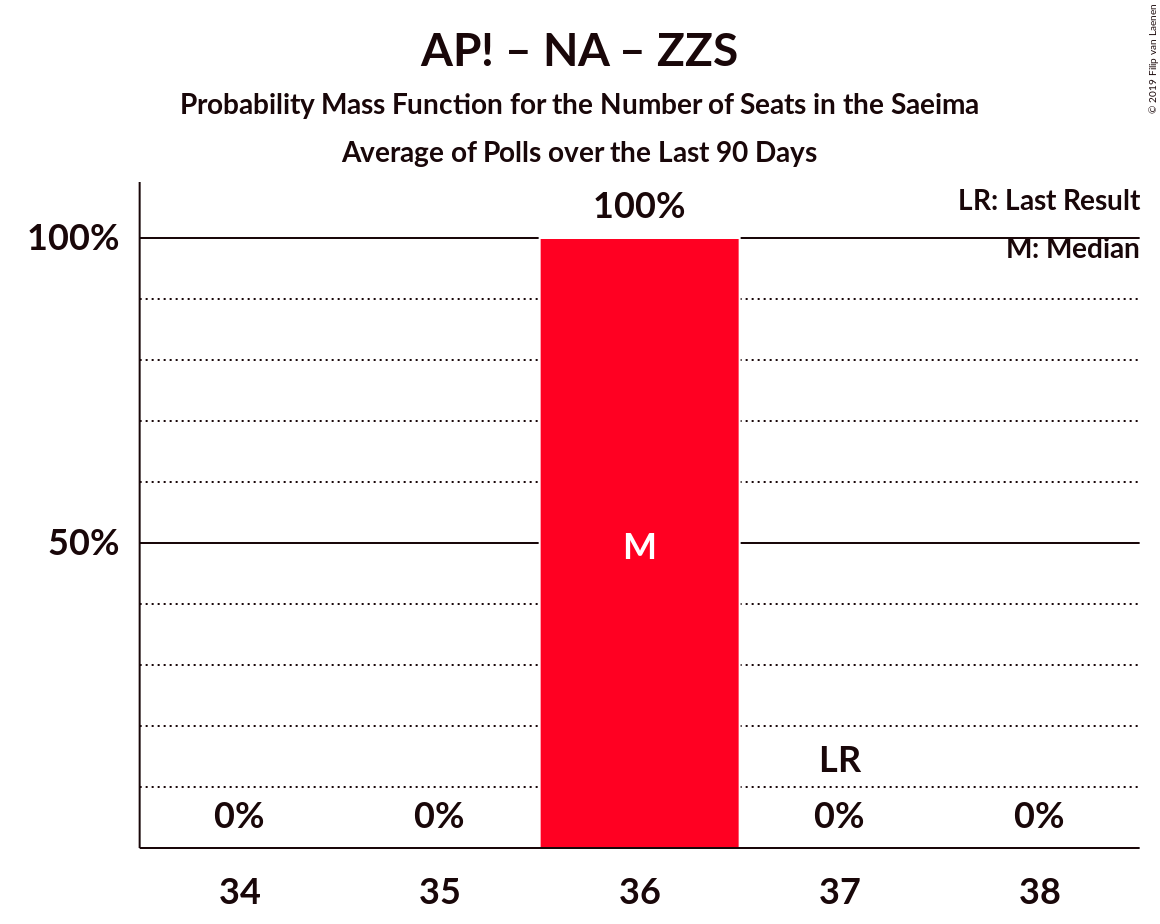 AP! – NA – ZZS
Probability Mass Function for the Number of Seats in the Saeima
Average of Polls over the Last 90 Days
© 2019 Filip van Laenen
LR: Last Result
M: Median
100%
100%
50%
M
LR
0%
0%
0%
0%
34
35
36
37
38